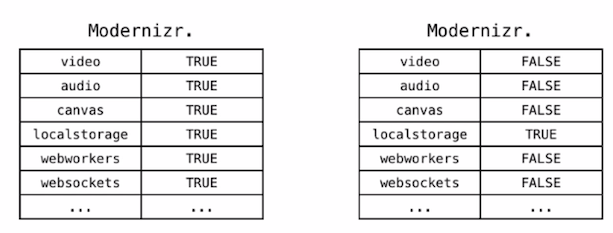 Modernizr.
video TRUE
audio TRUE
canvas TRUE
localstorage TRUE
webworkers TRUE
websockets TRUE
... ...
Modernizr.
video FALSE
audio FALSE
canvas FALSE
localstorage TRUE
webworkers FALSE
websockets FALSE
... ...